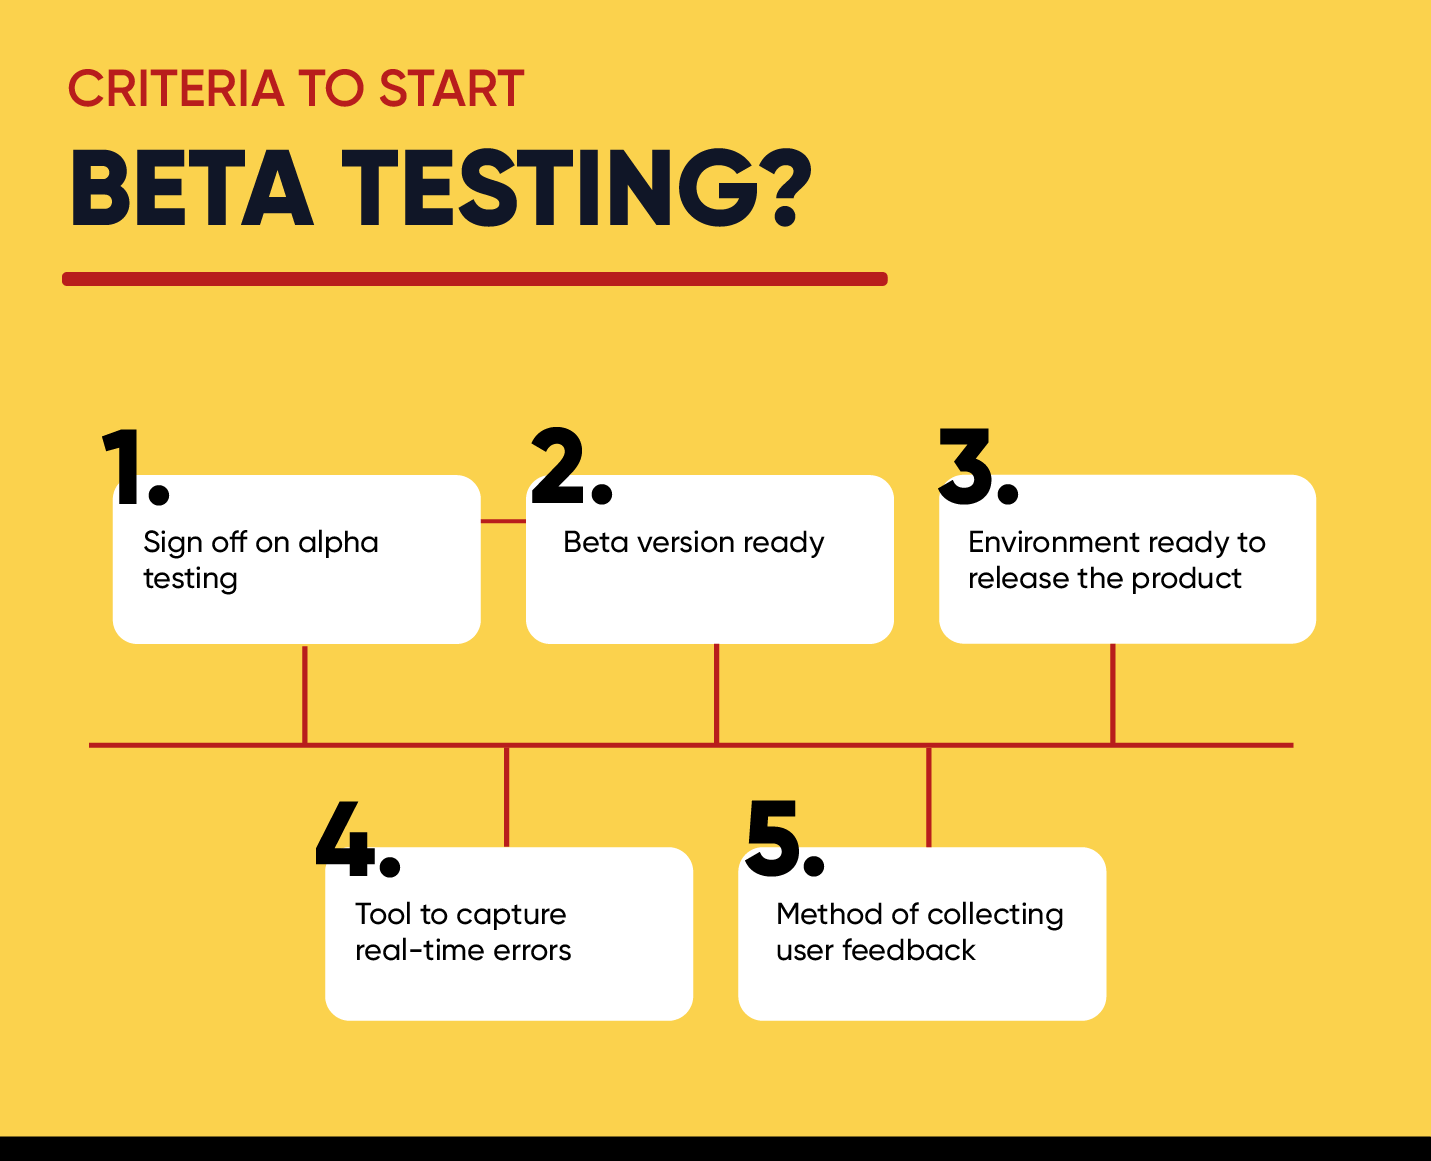 CRITERIA TO START
BETA TESTING?
1.
Sign off on alpha
testing
2.
Beta version ready
3.
Environment ready to
release the product
4.
Tool to capture
real-time errors
5.
Method of collecting
user feedback